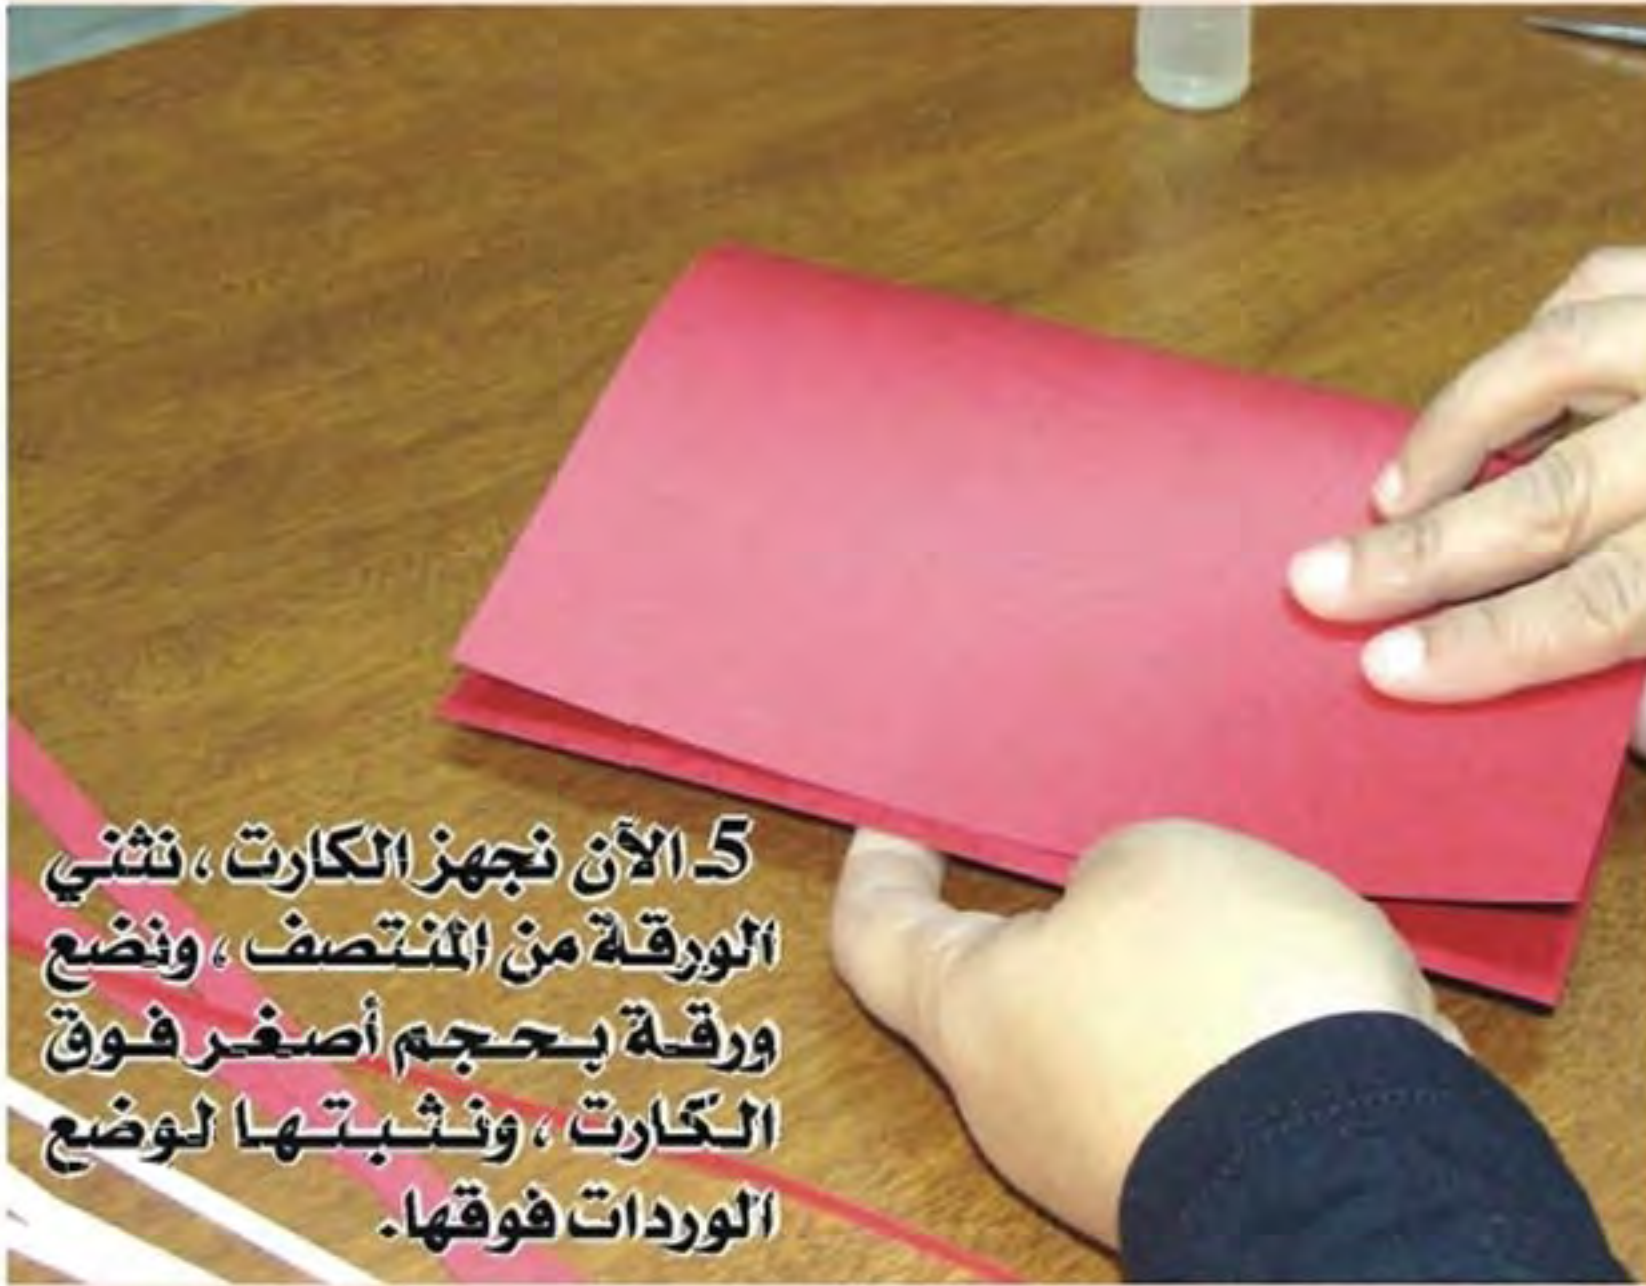 5ـ الآن نجهز الكارت ، نثني
الورقة من المنتصف ، ونضع
ورقة بحجم أصغر فوق
الكارت ، ونثبتها لوضع
الوردات فوقها.